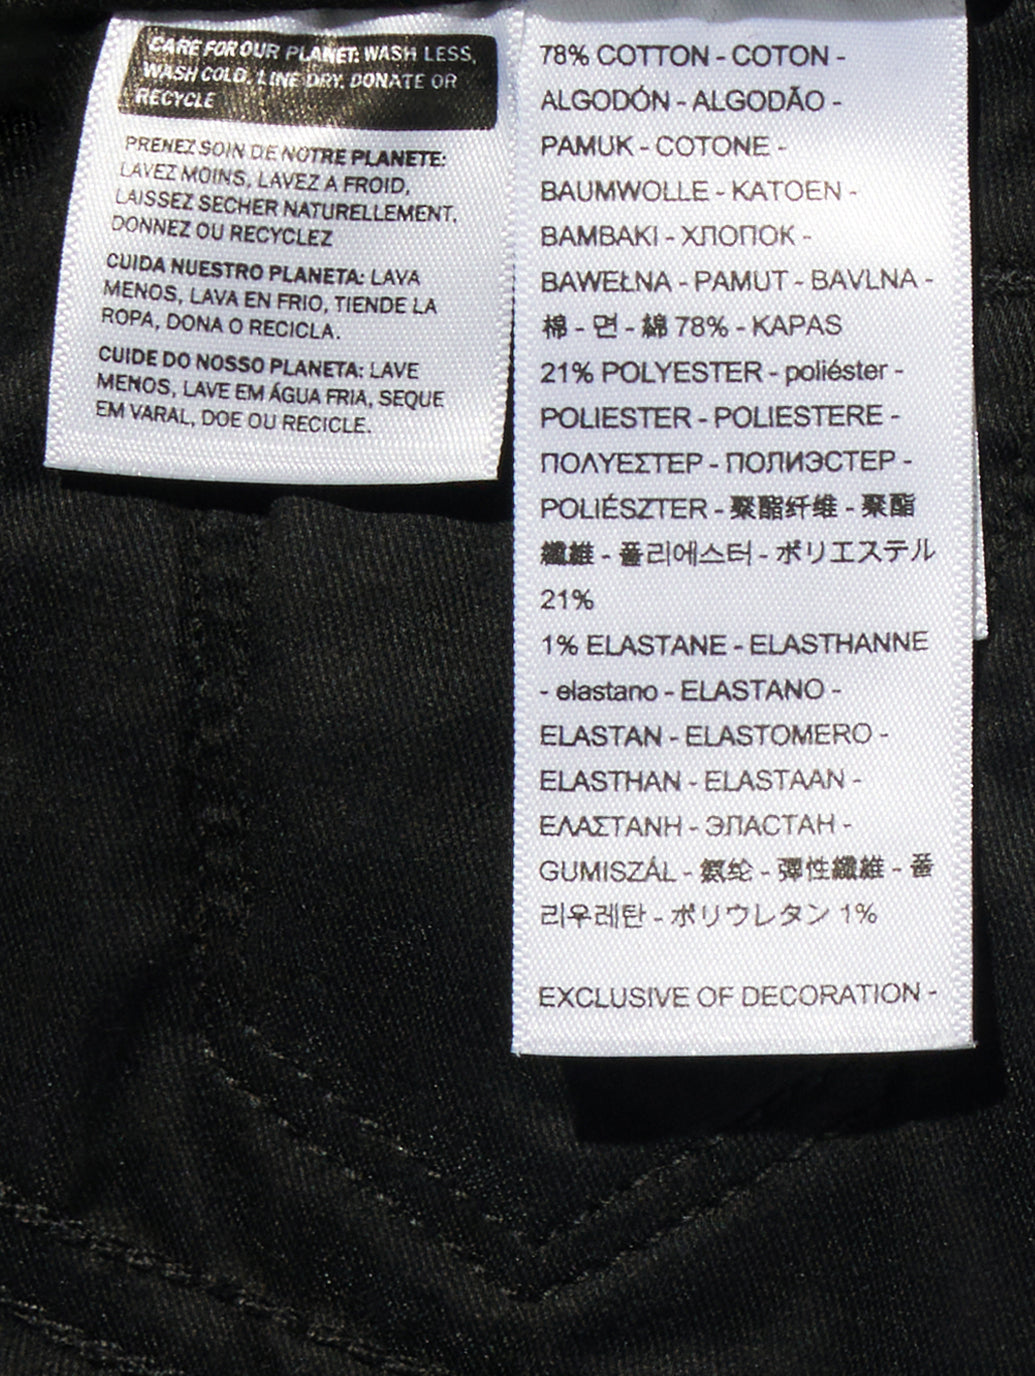 CARE FOR OUR PLANET: WASH LESS,
WASH COLD, LINE DRY, DONATE OR
RECYCLE
PRENEZ SOIN DE NOTRE PLANETE:
LAVEZ MOINS, LAVEZ A FROID,
LAISSEZ SECHER NATURELLEMENT,
DONNEZ OU RECYCLEZ
CUIDA NUESTRO PLANETA: LAVA
MENOS, LAVA EN FRIO, TIENDE LA
ROPA, DONA O RECICLA.
CUIDE DO NOSSO PLANETA: LAVE
MENOS, LAVE EM ÁGUA FRIA, SEQUE
EM VARAL, DOE OU RECICLE.
78% COTTON - COTON -
ALGODÓN - ALGODÃO -
PAMUK - COTONE -
BAUMWOLLE - KATOEN -
ΒΑΜΒΑΚΙ - ХЛОПОК -
BAWEŁNA - PAMUT - BAVLNA -
棉 - 면 - 綿 78% - KAPAS
21% POLYESTER - poliéster -
POLIESTER - POLIESTERE -
ΠΟΛΥΕΣΤΕΡ - ПОЛИЭСТЕР -
POLIÉSZTER - 聚酯纤维 - 聚酯
纖維 - 폴리에스터 - ポリエステル
21%
1% ELASTANE - ELASTHANNE
- elastano - ELASTANO -
ELASTAN - ELASTOMERO -
ELASTHAN - ELASTAAN -
ΕΛΑΣΤΑΝΗ - ЭЛАСТАН -
GUMISZÁL - 氨纶 - 彈性纖維 - 폴
리우레탄 - ポリウレタン 1%
EXCLUSIVE OF DECORATION -